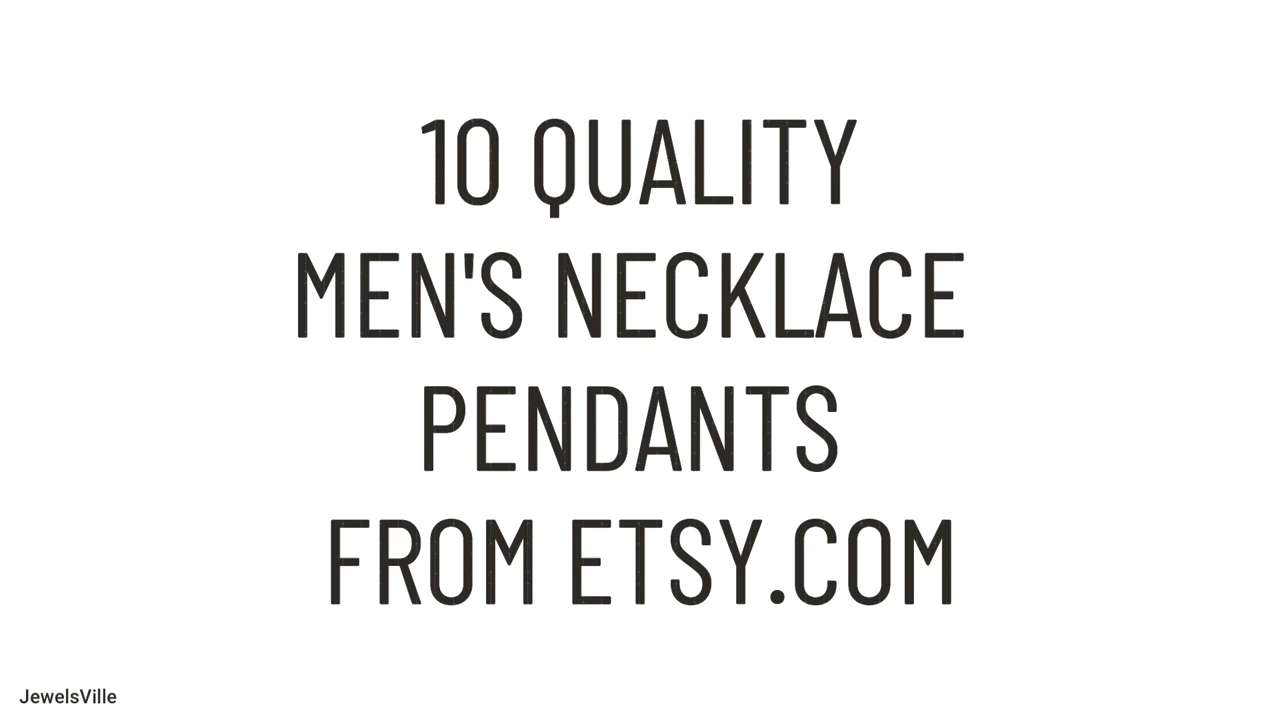 10 QUALITY
MEN'S NECKLACE
PENDANTS
FROM ETSY.COM
JewelsVille